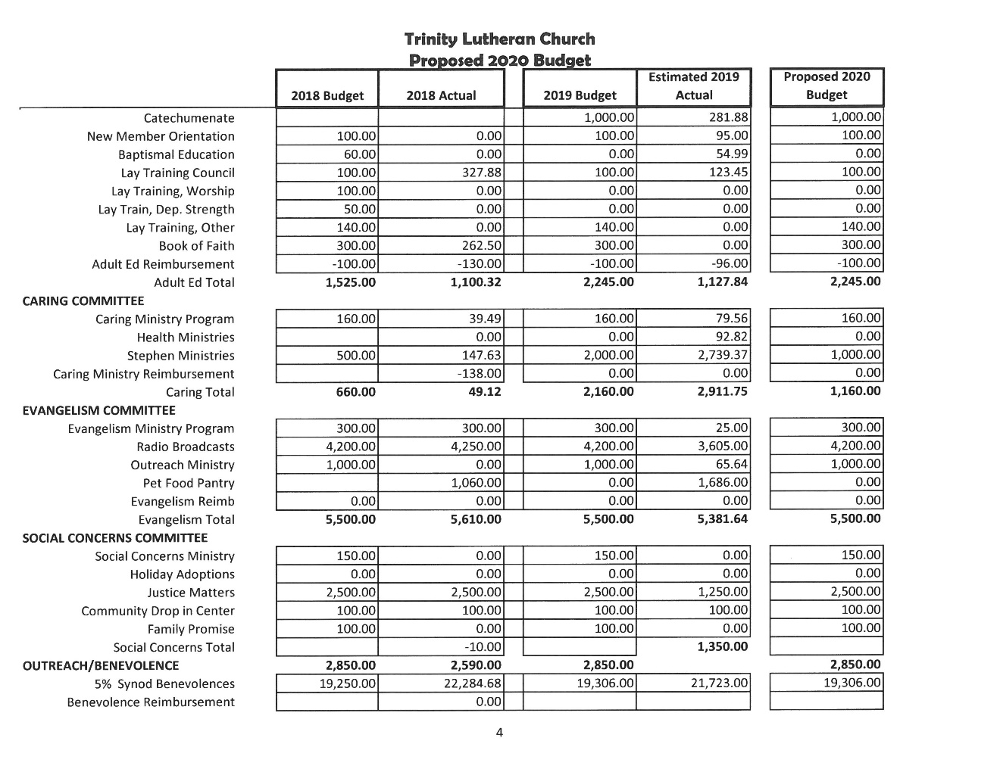 Trinity Lutheran Church
Proposed 2020 Budget
2018 Budget 2018 Actual 2019 Budget Estimated 2019 Actual Proposed 2020 Budget
Catechumenate 1,000.00 281.88 1,000.00
New Member Orientation 100.00 0.00 100.00 95.00 100.00
Baptismal Education 60.00 0.00 0.00 54.99 0.00
Lay Training Council 100.00 327.88 100.00 123.45 100.00
Lay Training, Worship 100.00 0.00 0.00 0.00 0.00
Lay Train, Dep. Strength 50.00 0.00 0.00 0.00 0.00
Lay Training, Other 140.00 0.00 140.00 0.00 140.00
Book of Faith 300.00 262.50 300.00 0.00 300.00
Adult Ed Reimbursement -100.00 -130.00 -100.00 -96.00 -100.00
Adult Ed Total 1,525.00 1,100.32 2,245.00 1,127.84 2,245.00
CARING COMMITTEE
Caring Ministry Program 160.00 39.49 160.00 79.56 160.00
Health Ministries 0.00 0.00 92.82 0.00
Stephen Ministries 500.00 147.63 2,000.00 2,739.37 1,000.00
Caring Ministry Reimbursement -138.00 0.00 0.00 0.00
Caring Total 660.00 49.12 2,160.00 2,911.75 1,160.00
EVANGELISM COMMITTEE
Evangelism Ministry Program 300.00 300.00 300.00 25.00 300.00
Radio Broadcasts 4,200.00 4,250.00 4,200.00 3,605.00 4,200.00
Outreach Ministry 1,000.00 0.00 1,000.00 65.64 1,000.00
Pet Food Pantry 1,060.00 0.00 1,686.00 0.00
Evangelism Reimb 0.00 0.00 0.00 0.00 0.00
Evangelism Total 5,500.00 5,610.00 5,500.00 5,381.64 5,500.00
SOCIAL CONCERNS COMMITTEE
Social Concerns Ministry 150.00 0.00 150.00 0.00 150.00
Holiday Adoptions 0.00 0.00 0.00 0.00 0.00
Justice Matters 2,500.00 2,500.00 2,500.00 1,250.00 2,500.00
Community Drop in Center 100.00 100.00 100.00 100.00 100.00
Family Promise 100.00 0.00 100.00 0.00 100.00
Social Concerns Total -10.00 1,350.00
OUTREACH/BENEVOLENCE 2,850.00 2,590.00 2,850.00 2,850.00
5% Synod Benevolences 19,250.00 22,284.68 19,306.00 21,723.00 19,306.00
Benevolence Reimbursement 0.00
4